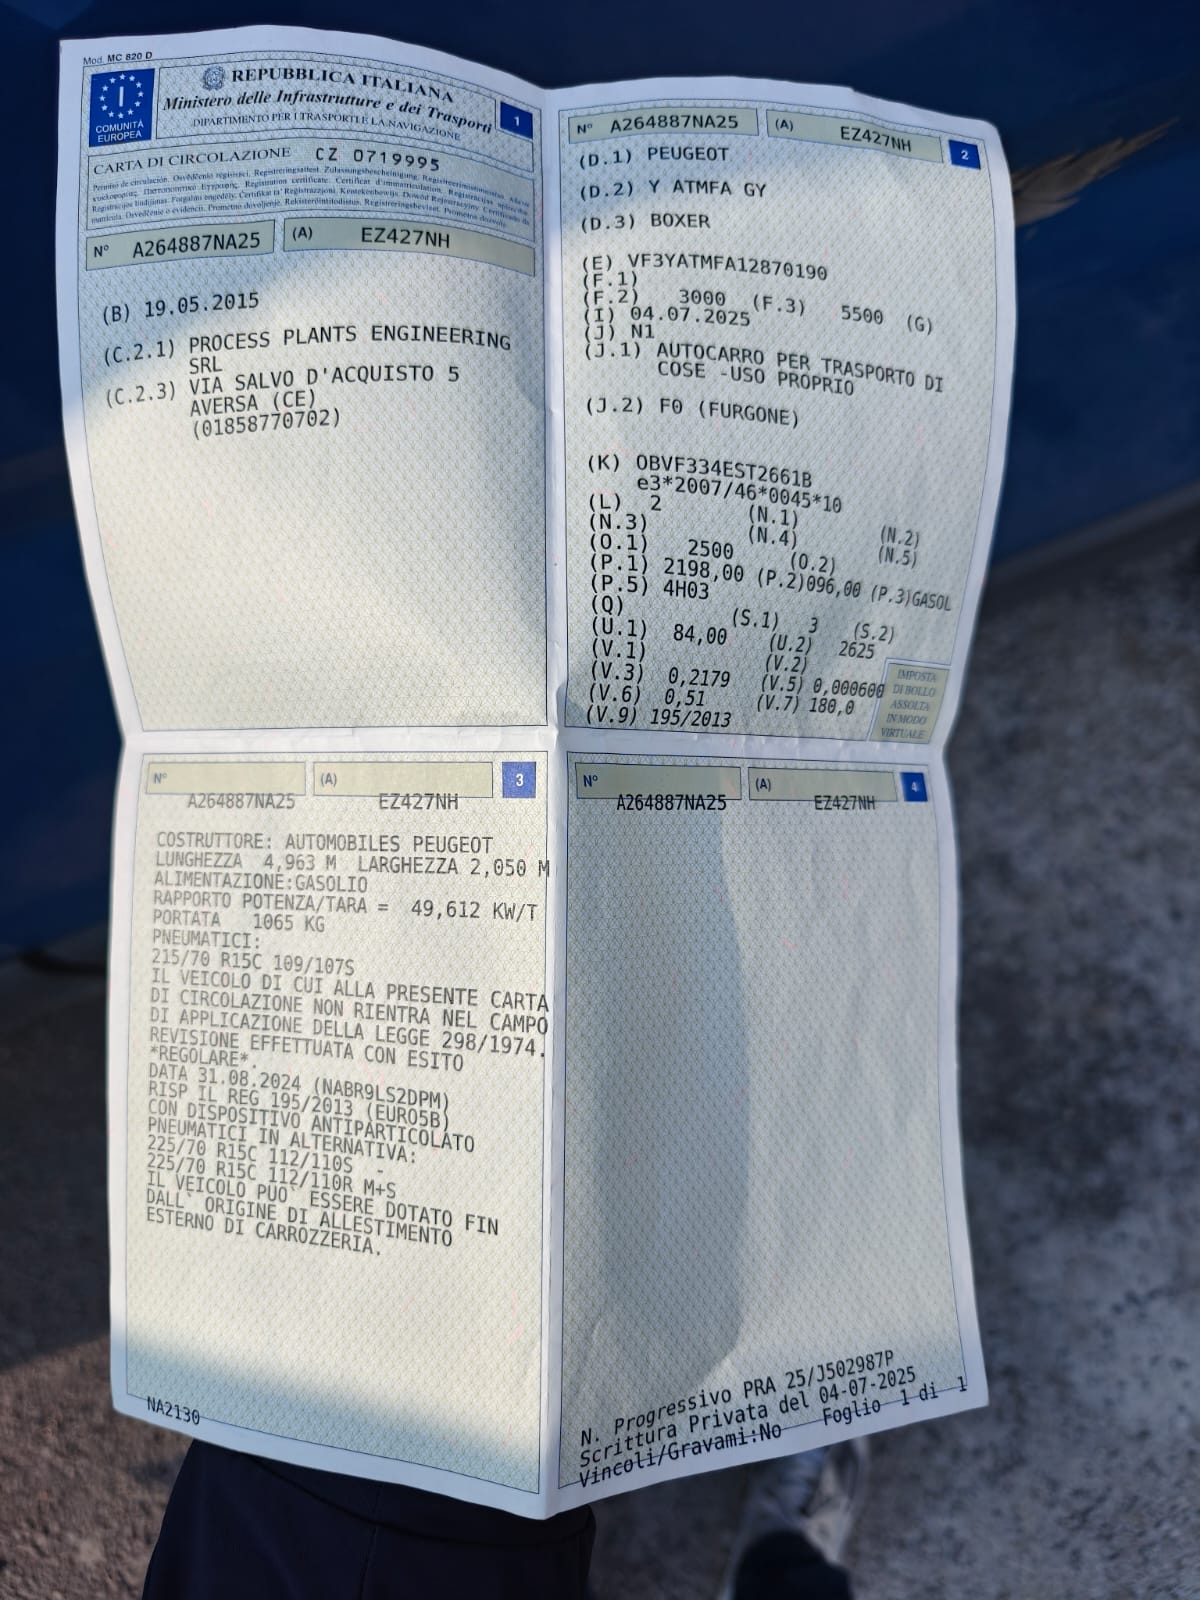 Mod. MC 820 D
COMUNITÀ
EUROPEA
I
REPUBBLICA ITALIANA
Ministero delle Infrastrutture e dei Trasporti
DIPARTIMENTO PER I TRASPORTI E LA NAVIGAZIONE
1
CARTA DI CIRCOLAZIONE CZ 0719995
N° A264887NA25 (A) EZ427NH
(B) 19.05.2015
(C.2.1) PROCESS PLANTS ENGINEERING
SRL
(C.2.3) VIA SALVO D'ACQUISTO 5
AVERSA (CE)
(01858770702)
N° A264887NA25 (A) EZ427NH 2
(D.1) PEUGEOT
(D.2) Y ATMFA GY
(D.3) BOXER
(E) VF3YATMFA12870190
(F.1)
(F.2) 3000 (F.3) 5500 (G)
(I) 04.07.2025
(J) N1
(J.1) AUTOCARRO PER TRASPORTO DI
COSE -USO PROPRIO
(J.2) F0 (FURGONE)
(K) OBVF334EST2661B
e3*2007/46*0045*10
(L) 2 (N.1) (N.2)
(N.3) (N.4) (N.5)
(O.1) 2500 (O.2)
(P.1) 2198,00 (P.2)096,00 (P.3)GASOL
(P.5) 4H03
(Q) (S.1) 3 (S.2)
(U.1) 84,00 (U.2) 2625
(V.1) (V.2)
(V.3) 0,2179 (V.5) 0,000600
(V.6) 0,51 (V.7) 180,0
(V.9) 195/2013
IMPOSTA
DI BOLLO
ASSOLTA
IN MODO
VIRTUALE
N° (A) 3
A264887NA25 EZ427NH
COSTRUTTORE: AUTOMOBILES PEUGEOT
LUNGHEZZA 4,963 M LARGHEZZA 2,050 M
ALIMENTAZIONE:GASOLIO
RAPPORTO POTENZA/TARA = 49,612 KW/T
PORTATA 1065 KG
PNEUMATICI:
215/70 R15C 109/107S
IL VEICOLO DI CUI ALLA PRESENTE CARTA
DI CIRCOLAZIONE NON RIENTRA NEL CAMPO
DI APPLICAZIONE DELLA LEGGE 298/1974.
REVISIONE EFFETTUATA CON ESITO
*REGOLARE*.
DATA 31.08.2024 (NABR9LS2DPM)
RISP IL REG 195/2013 (EURO5B)
CON DISPOSITIVO ANTIPARTICOLATO
PNEUMATICI IN ALTERNATIVA:
225/70 R15C 112/110S -
225/70 R15C 112/110R M+S
IL VEICOLO PUO` ESSERE DOTATO FIN
DALL` ORIGINE DI ALLESTIMENTO
ESTERNO DI CARROZZERIA.
NA2130
N° (A) 4
A264887NA25 EZ427NH
N. Progressivo PRA 25/J502987P
Scrittura Privata del 04-07-2025
Vincoli/Gravami:No Foglio 1 di 1